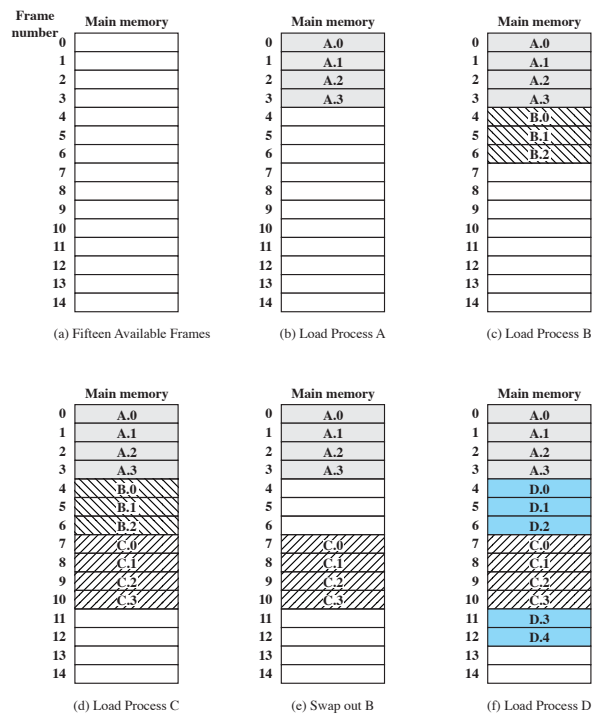 Frame
number
Main memory
0
1
2
3
4
5
6
7
8
9
10
11
12
13
14
(a) Fifteen Available Frames
Main memory
0 A.0
1 A.1
2 A.2
3 A.3
4
5
6
7
8
9
10
11
12
13
14
(b) Load Process A
Main memory
0 A.0
1 A.1
2 A.2
3 A.3
4 B.0
5 B.1
6 B.2
7
8
9
10
11
12
13
14
(c) Load Process B
Main memory
0 A.0
1 A.1
2 A.2
3 A.3
4 B.0
5 B.1
6 B.2
7 C.0
8 C.1
9 C.2
10 C.3
11
12
13
14
(d) Load Process C
Main memory
0 A.0
1 A.1
2 A.2
3 A.3
4
5
6
7 C.0
8 C.1
9 C.2
10 C.3
11
12
13
14
(e) Swap out B
Main memory
0 A.0
1 A.1
2 A.2
3 A.3
4 D.0
5 D.1
6 D.2
7 C.0
8 C.1
9 C.2
10 C.3
11 D.3
12 D.4
13
14
(f) Load Process D